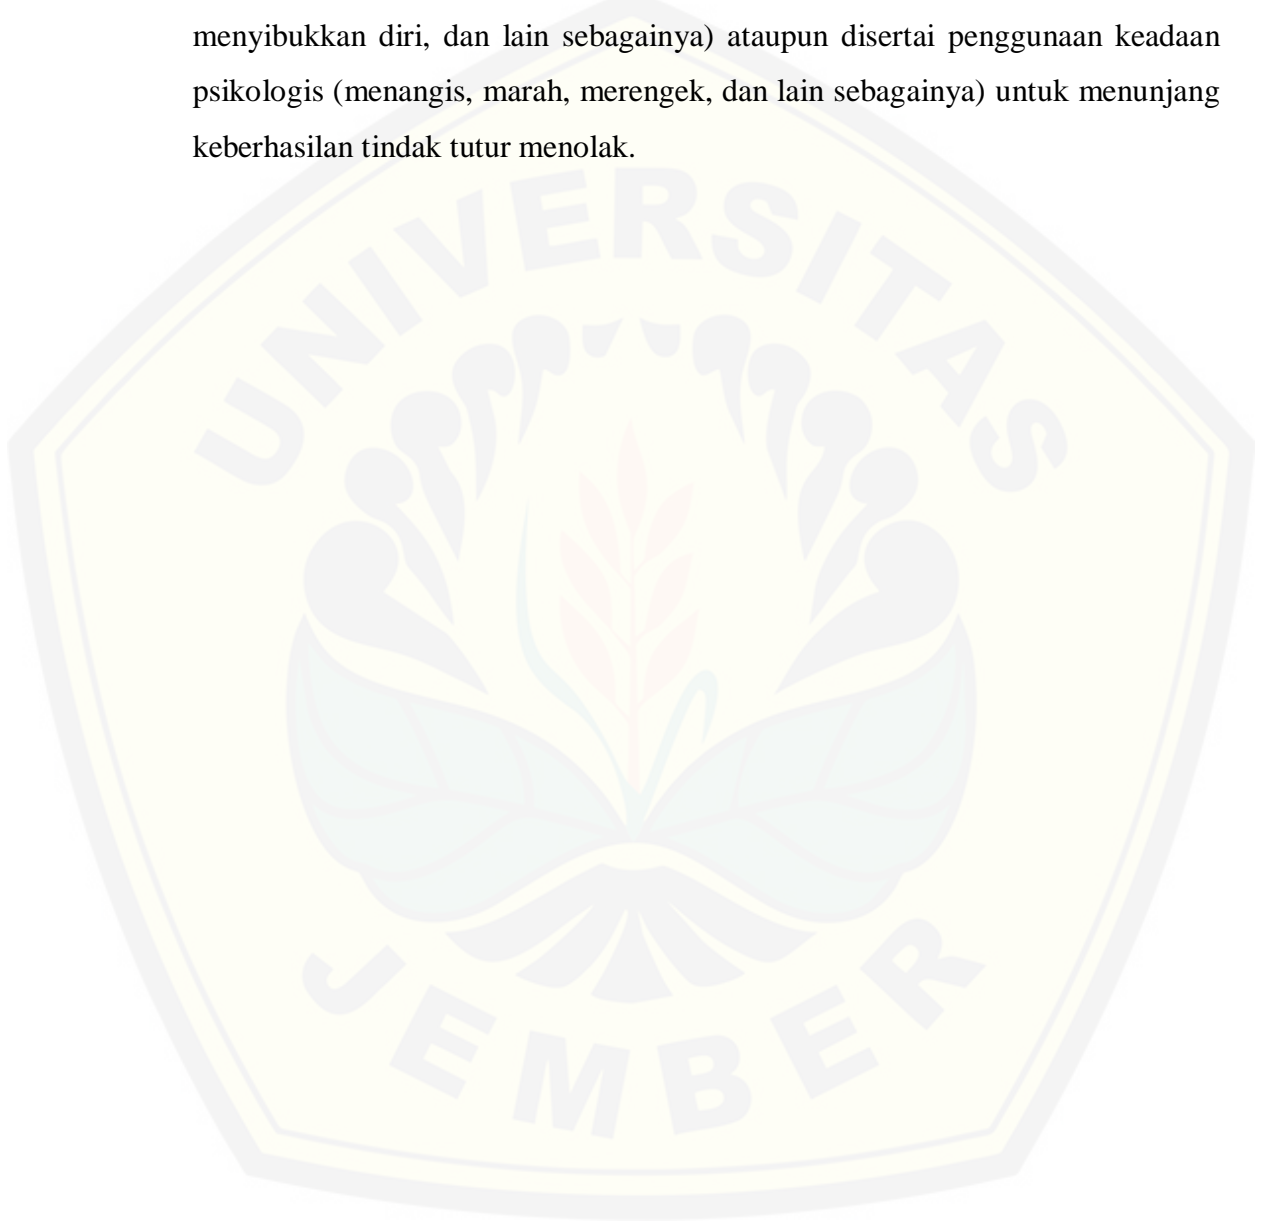 menyibukkan diri, dan lain sebagainya) ataupun disertai penggunaan keadaan
psikologis (menangis, marah, merengek, dan lain sebagainya) untuk menunjang
keberhasilan tindak tutur menolak.
UNIVERSITAS
JEMBER